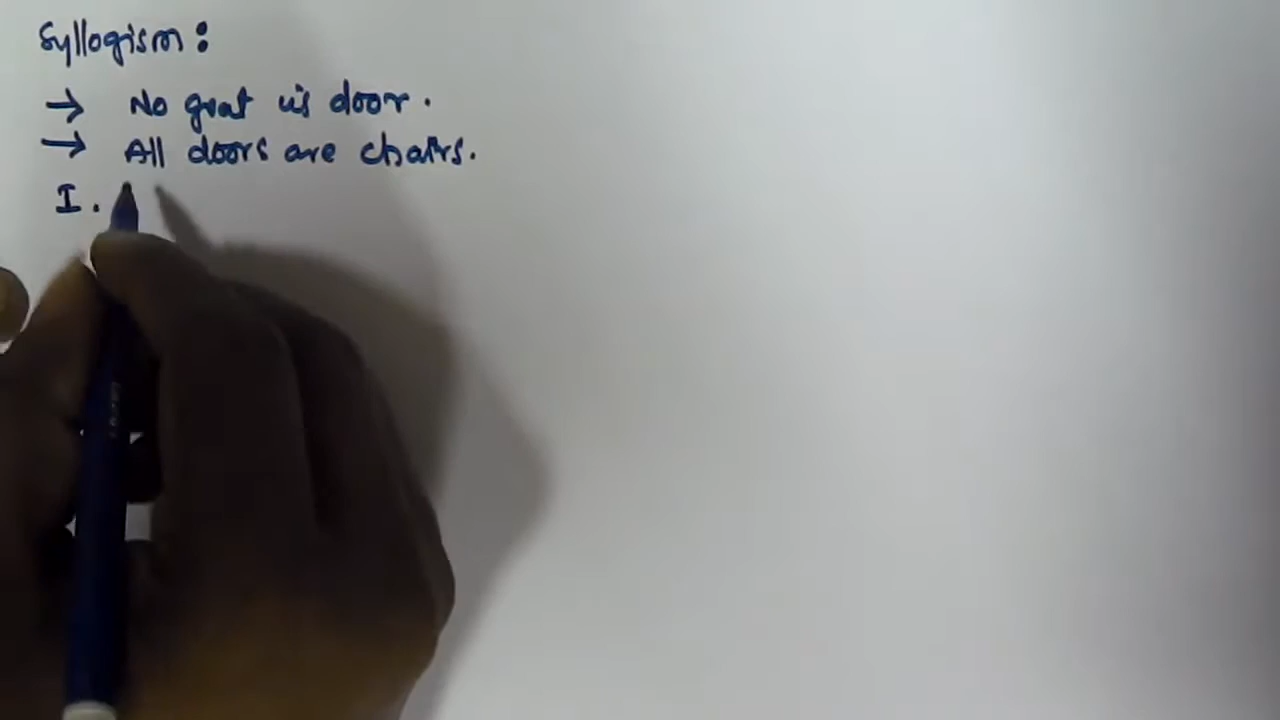 Syllogism :
→ No goat is door.
→ All doors are chairs.
I.